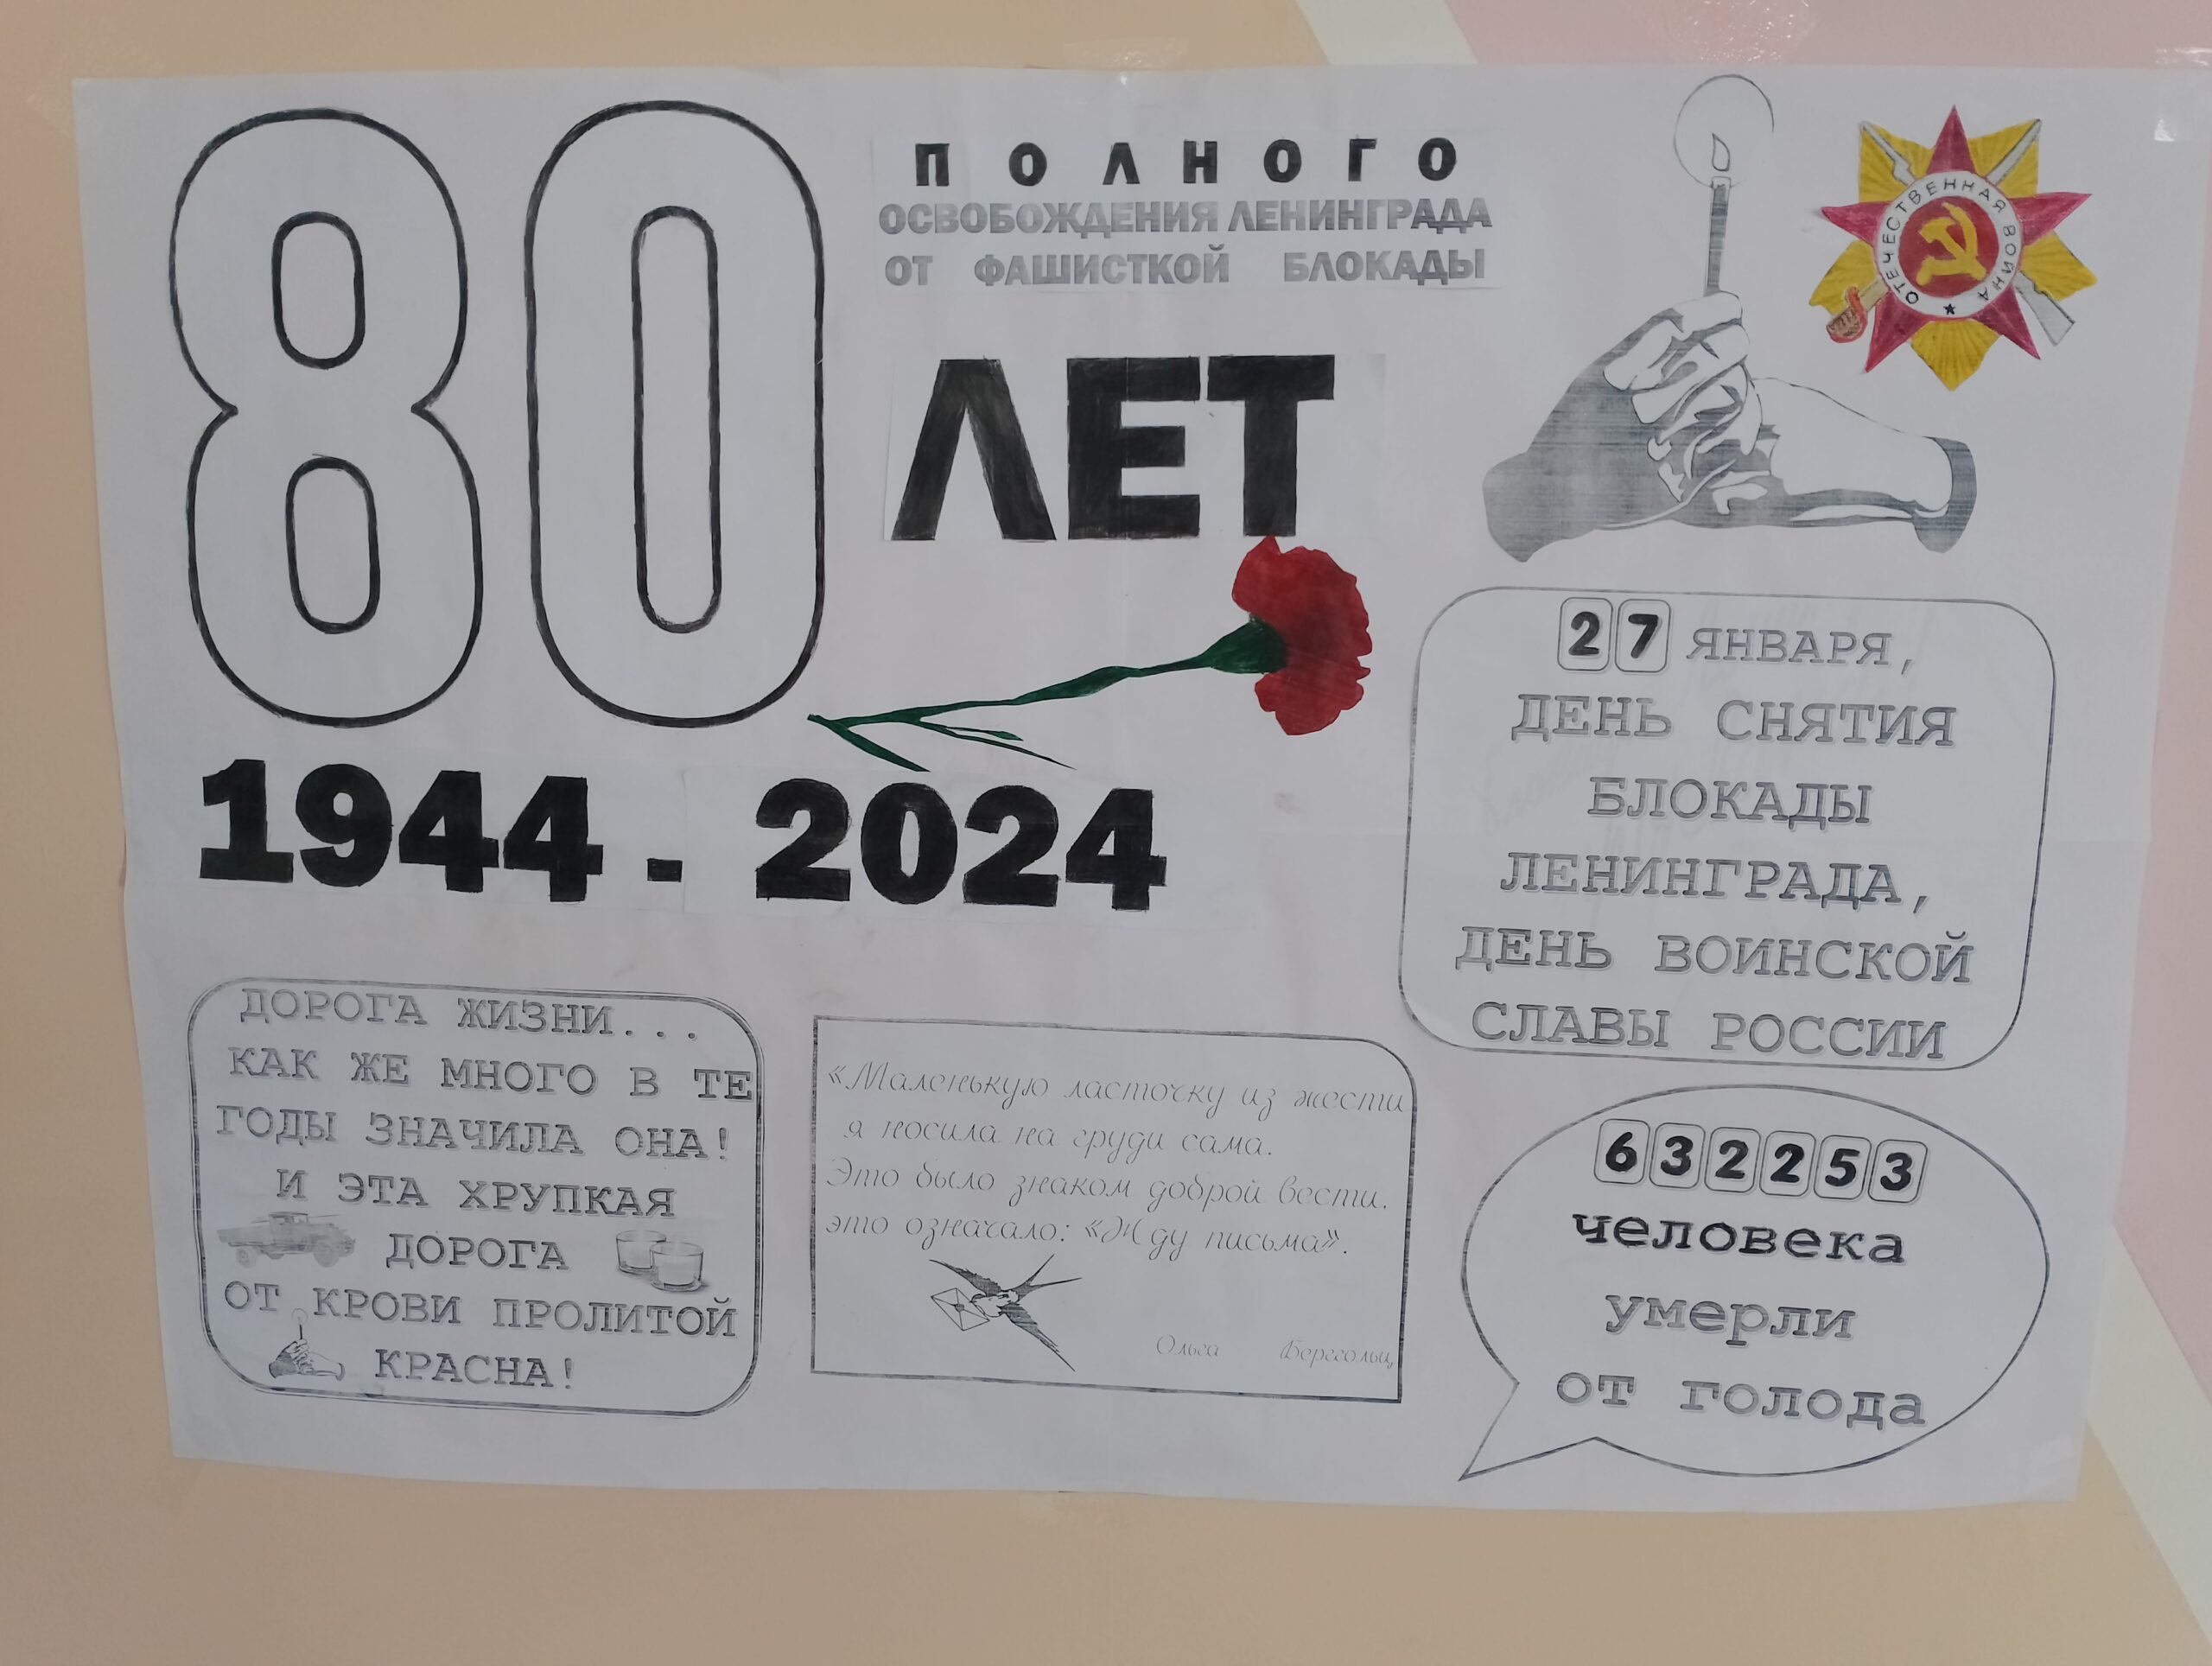 80
ПОЛНОГО
ОСВОБОЖДЕНИЯ ЛЕНИНГРАДА
ОТ ФАШИСТКОЙ БЛОКАДЫ
ЛЕТ
1944 - 2024
ОТЕЧЕСТВЕННАЯ ВОЙНА
27 ЯНВАРЯ,
ДЕНЬ СНЯТИЯ
БЛОКАДЫ
ЛЕНИНГРАДА,
ДЕНЬ ВОИНСКОЙ
СЛАВЫ РОССИИ
ДОРОГА ЖИЗНИ...
КАК ЖЕ МНОГО В ТЕ
ГОДЫ ЗНАЧИЛА ОНА!
И ЭТА ХРУПКАЯ
ДОРОГА
ОТ КРОВИ ПРОЛИТОЙ
КРАСНА!
«Маленькую ласточку из жести
я носила на груди сама.
Это было знаком доброй вести.
это означало: «Жду письма».
Ольга Берггольц
632253
человека
умерли
от голода